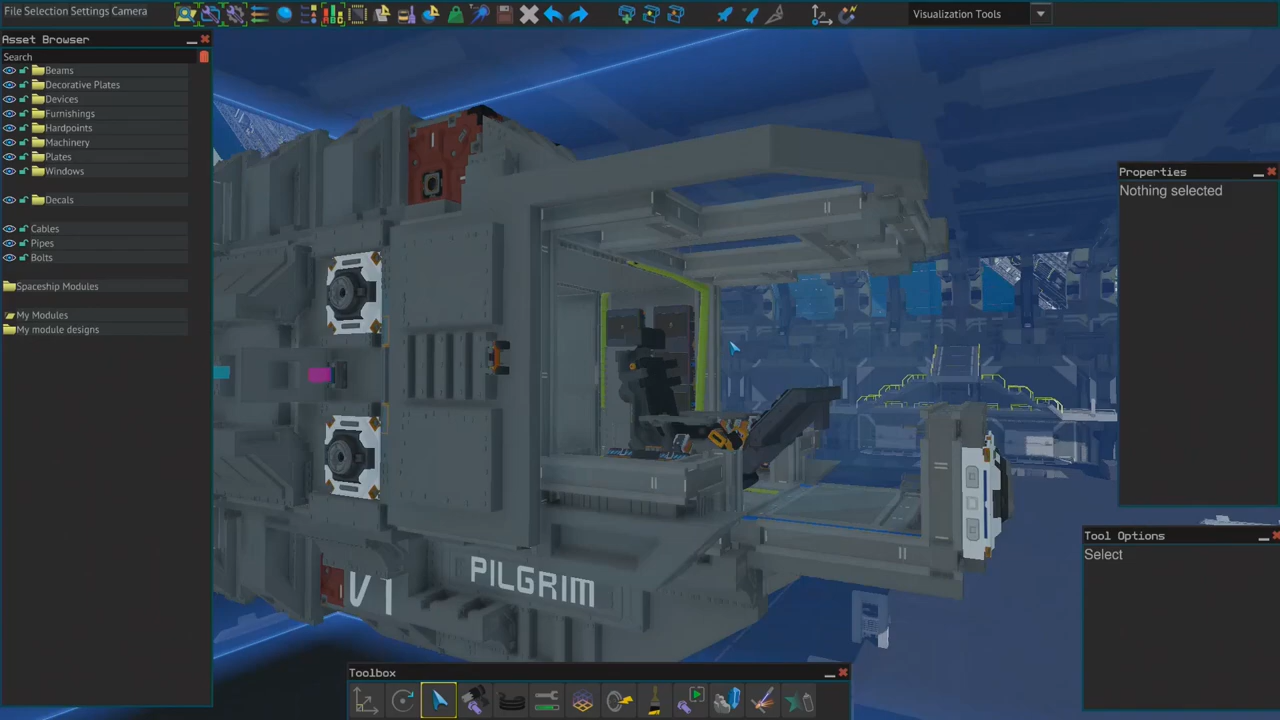 File Selection Settings Camera
Visualization Tools
Asset Browser
Search
Beams
Decorative Plates
Devices
Furnishings
Hardpoints
Machinery
Plates
Windows
Decals
Cables
Pipes
Bolts
Spaceship Modules
My Modules
My module designs
Properties
Nothing selected
PILGRIM
V1
Tool Options
Select
Toolbox